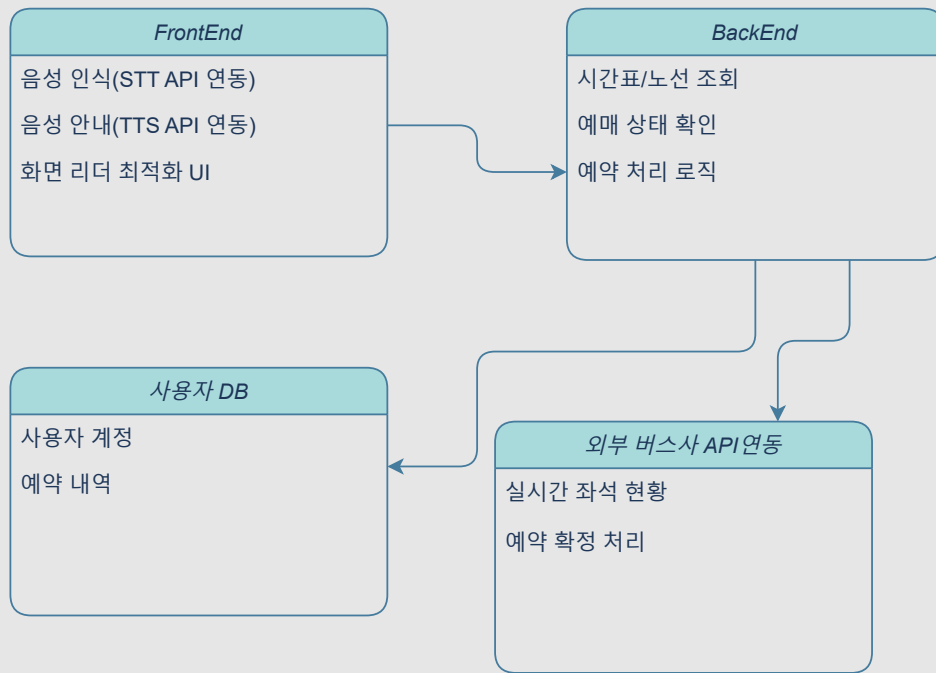 FrontEnd
음성 인식(STT API 연동)
음성 안내(TTS API 연동)
화면 리더 최적화 UI
BackEnd
시간표/노선 조회
예매 상태 확인
예약 처리 로직
사용자 DB
사용자 계정
예약 내역
외부 버스사 API연동
실시간 좌석 현황
예약 확정 처리